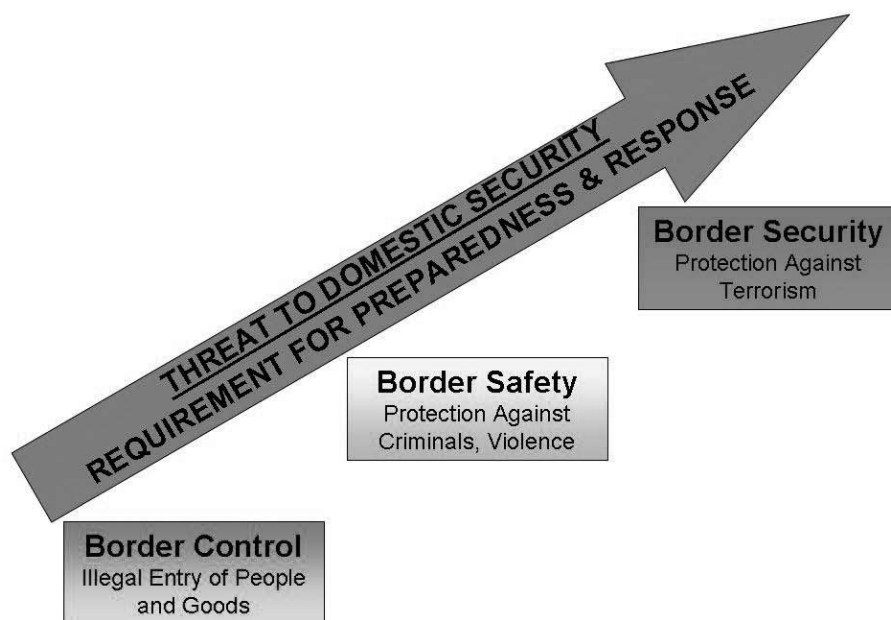 THREAT TO DOMESTIC SECURITY
REQUIREMENT FOR PREPAREDNESS & RESPONSE
Border Security
Protection Against
Terrorism
Border Safety
Protection Against
Criminals, Violence
Border Control
Illegal Entry of People
and Goods